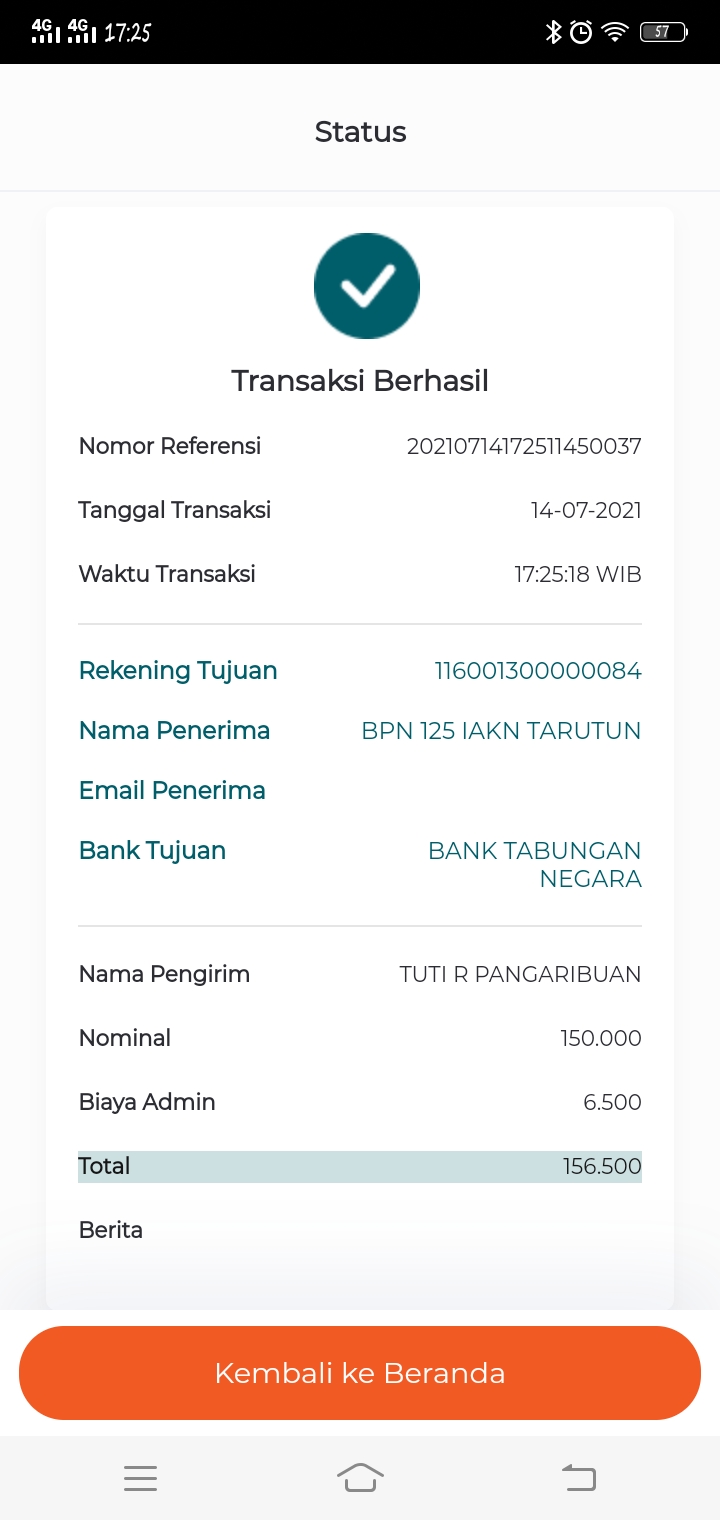 4G 4G 17:25 57
Status
Transaksi Berhasil
Nomor Referensi 20210714172511450037
Tanggal Transaksi 14-07-2021
Waktu Transaksi 17:25:18 WIB
Rekening Tujuan 116001300000084
Nama Penerima BPN 125 IAKN TARUTUN
Email Penerima
Bank Tujuan BANK TABUNGAN
NEGARA
Nama Pengirim TUTI R PANGARIBUAN
Nominal 150.000
Biaya Admin 6.500
Total 156.500
Berita
Kembali ke Beranda